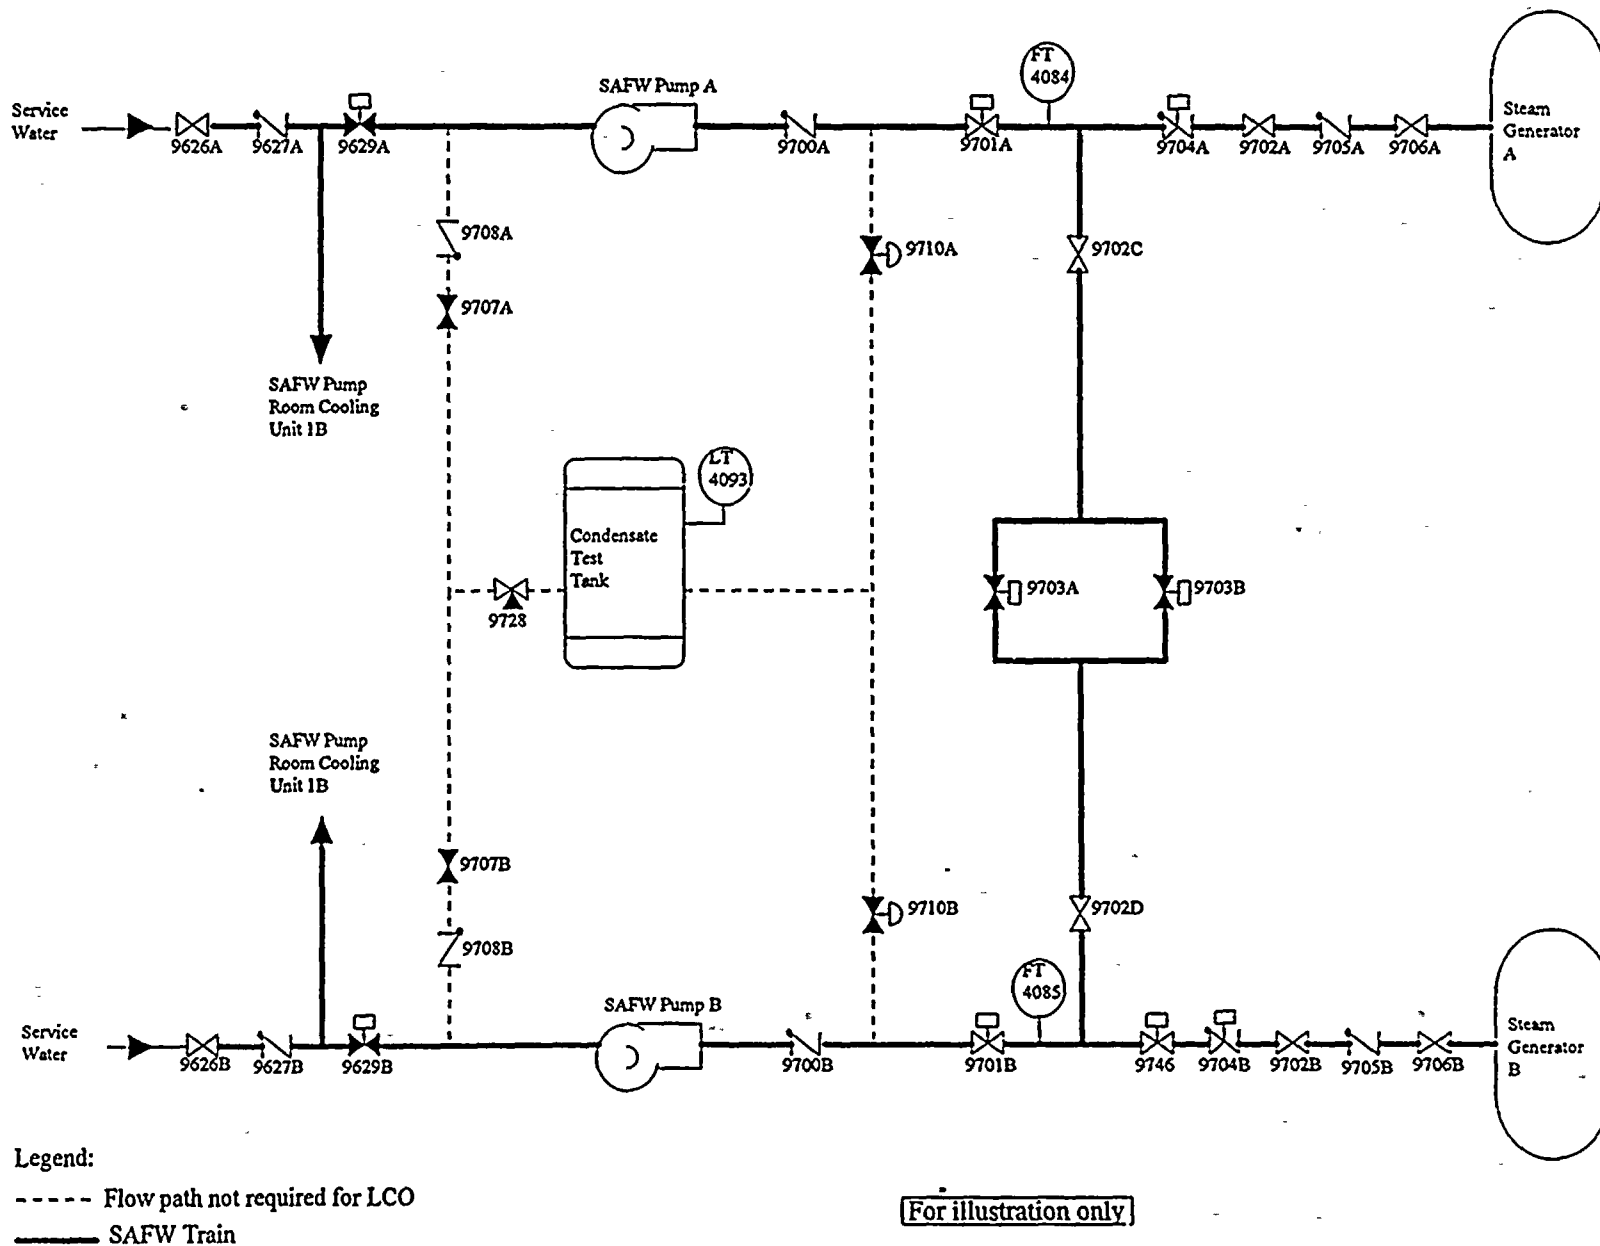 SAFW Pump A
FT
4084
Service
Water
9626A
9627A
9629A
9700A
9701A
9704A
9702A
9705A
9706A
Steam
Generator
A
9708A
9710A
9702C
9707A
SAFW Pump
Room Cooling
Unit 1B
LT
4093
Condensate
Test
Tank
9728
9703A
9703B
SAFW Pump
Room Cooling
Unit 1B
9707B
9710B
9702D
9708B
FT
4085
SAFW Pump B
Service
Water
9626B
9627B
9629B
9700B
9701B
9746
9704B
9702B
9705B
9706B
Steam
Generator
B
Legend:
Flow path not required for LCO
SAFW Train
For illustration only